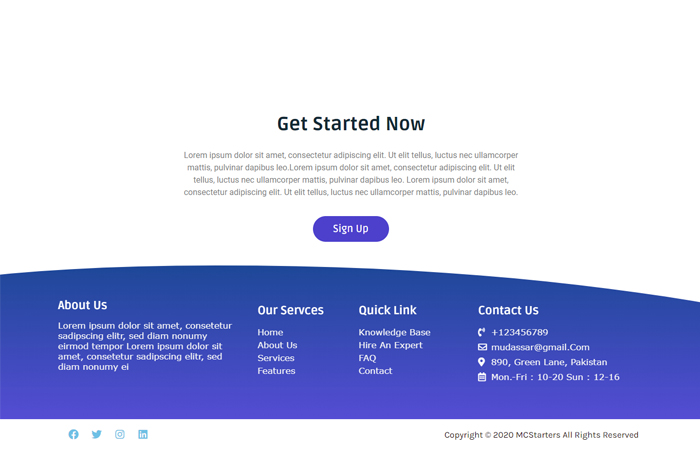 Get Started Now
Lorem ipsum dolor sit amet, consectetur adipiscing elit. Ut elit tellus, luctus nec ullamcorper
mattis, pulvinar dapibus leo.Lorem ipsum dolor sit amet, consectetur adipiscing elit. Ut elit
tellus, luctus nec ullamcorper mattis, pulvinar dapibus leo. Lorem ipsum dolor sit amet,
consectetur adipiscing elit. Ut elit tellus, luctus nec ullamcorper mattis, pulvinar dapibus leo.
Sign Up
About Us
Lorem ipsum dolor sit amet, consetetur
sadipscing elitr, sed diam nonumy
eirmod tempor Lorem ipsum dolor sit
amet, consetetur sadipscing elitr, sed
diam nonumy ei
Our Servces
Home
About Us
Services
Features
Quick Link
Knowledge Base
Hire An Expert
FAQ
Contact
Contact Us
+123456789
mudassar@gmail.Com
890, Green Lane, Pakistan
Mon.-Fri : 10-20 Sun : 12-16
Copyright © 2020 MCStarters All Rights Reserved